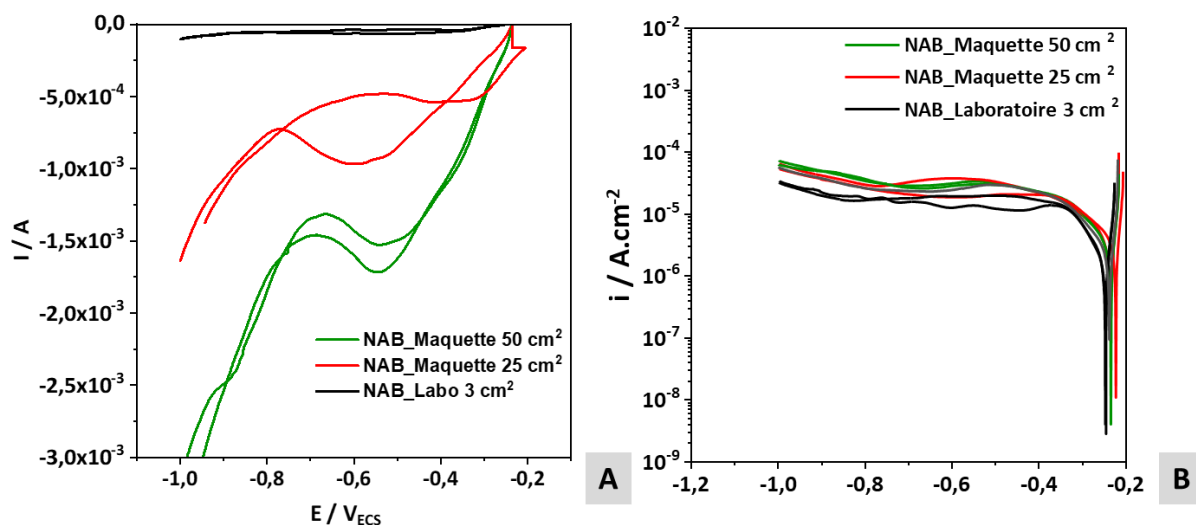 0,0
-5,0x10⁻⁴
-1,0x10⁻³
-1,5x10⁻³
-2,0x10⁻³
-2,5x10⁻³
-3,0x10⁻³
I / A
NAB_Maquette 50 cm²
NAB_Maquette 25 cm²
NAB_Labo 3 cm²
-1,0 -0,8 -0,6 -0,4 -0,2
E / V_ECS
A
10⁻²
10⁻³
10⁻⁴
10⁻⁵
10⁻⁶
10⁻⁷
10⁻⁸
10⁻⁹
i / A.cm⁻²
NAB_Maquette 50 cm ²
NAB_Maquette 25 cm ²
NAB_Laboratoire 3 cm ²
-1,2 -1,0 -0,8 -0,6 -0,4 -0,2
B